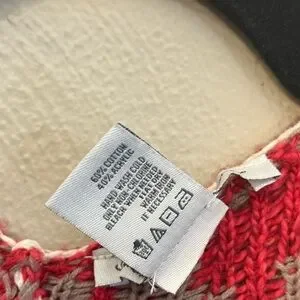 60% COTTON
40% ACRYLIC
HAND WASH COLD
ONLY NON-CHLORINE
BLEACH WHEN NEEDED
LAY FLAT DRY
WARM IRON
IF NECESSARY